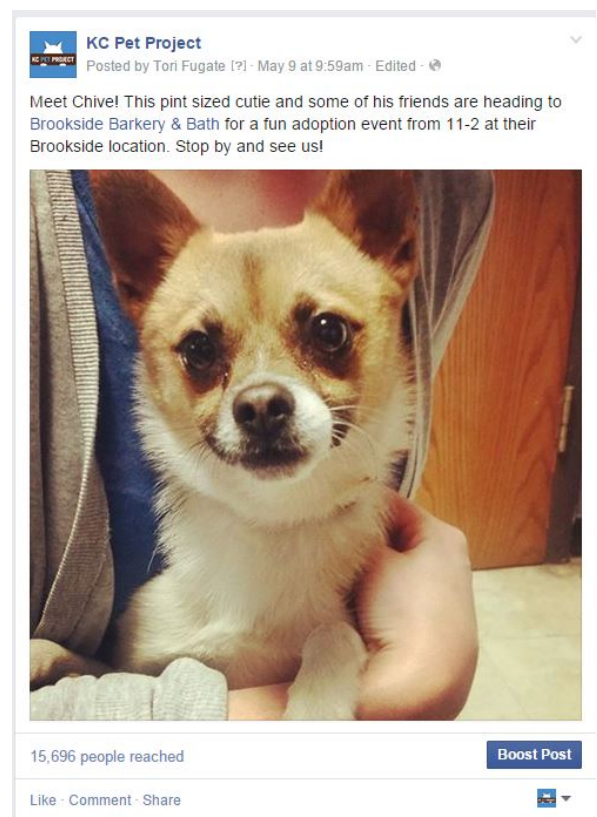 KC Pet Project
Posted by Tori Fugate [?] · May 9 at 9:59am · Edited ·
Meet Chive! This pint sized cutie and some of his friends are heading to
Brookside Barkery & Bath for a fun adoption event from 11-2 at their
Brookside location. Stop by and see us!
KC PET PROJECT
15,696 people reached
Boost Post
Like · Comment · Share